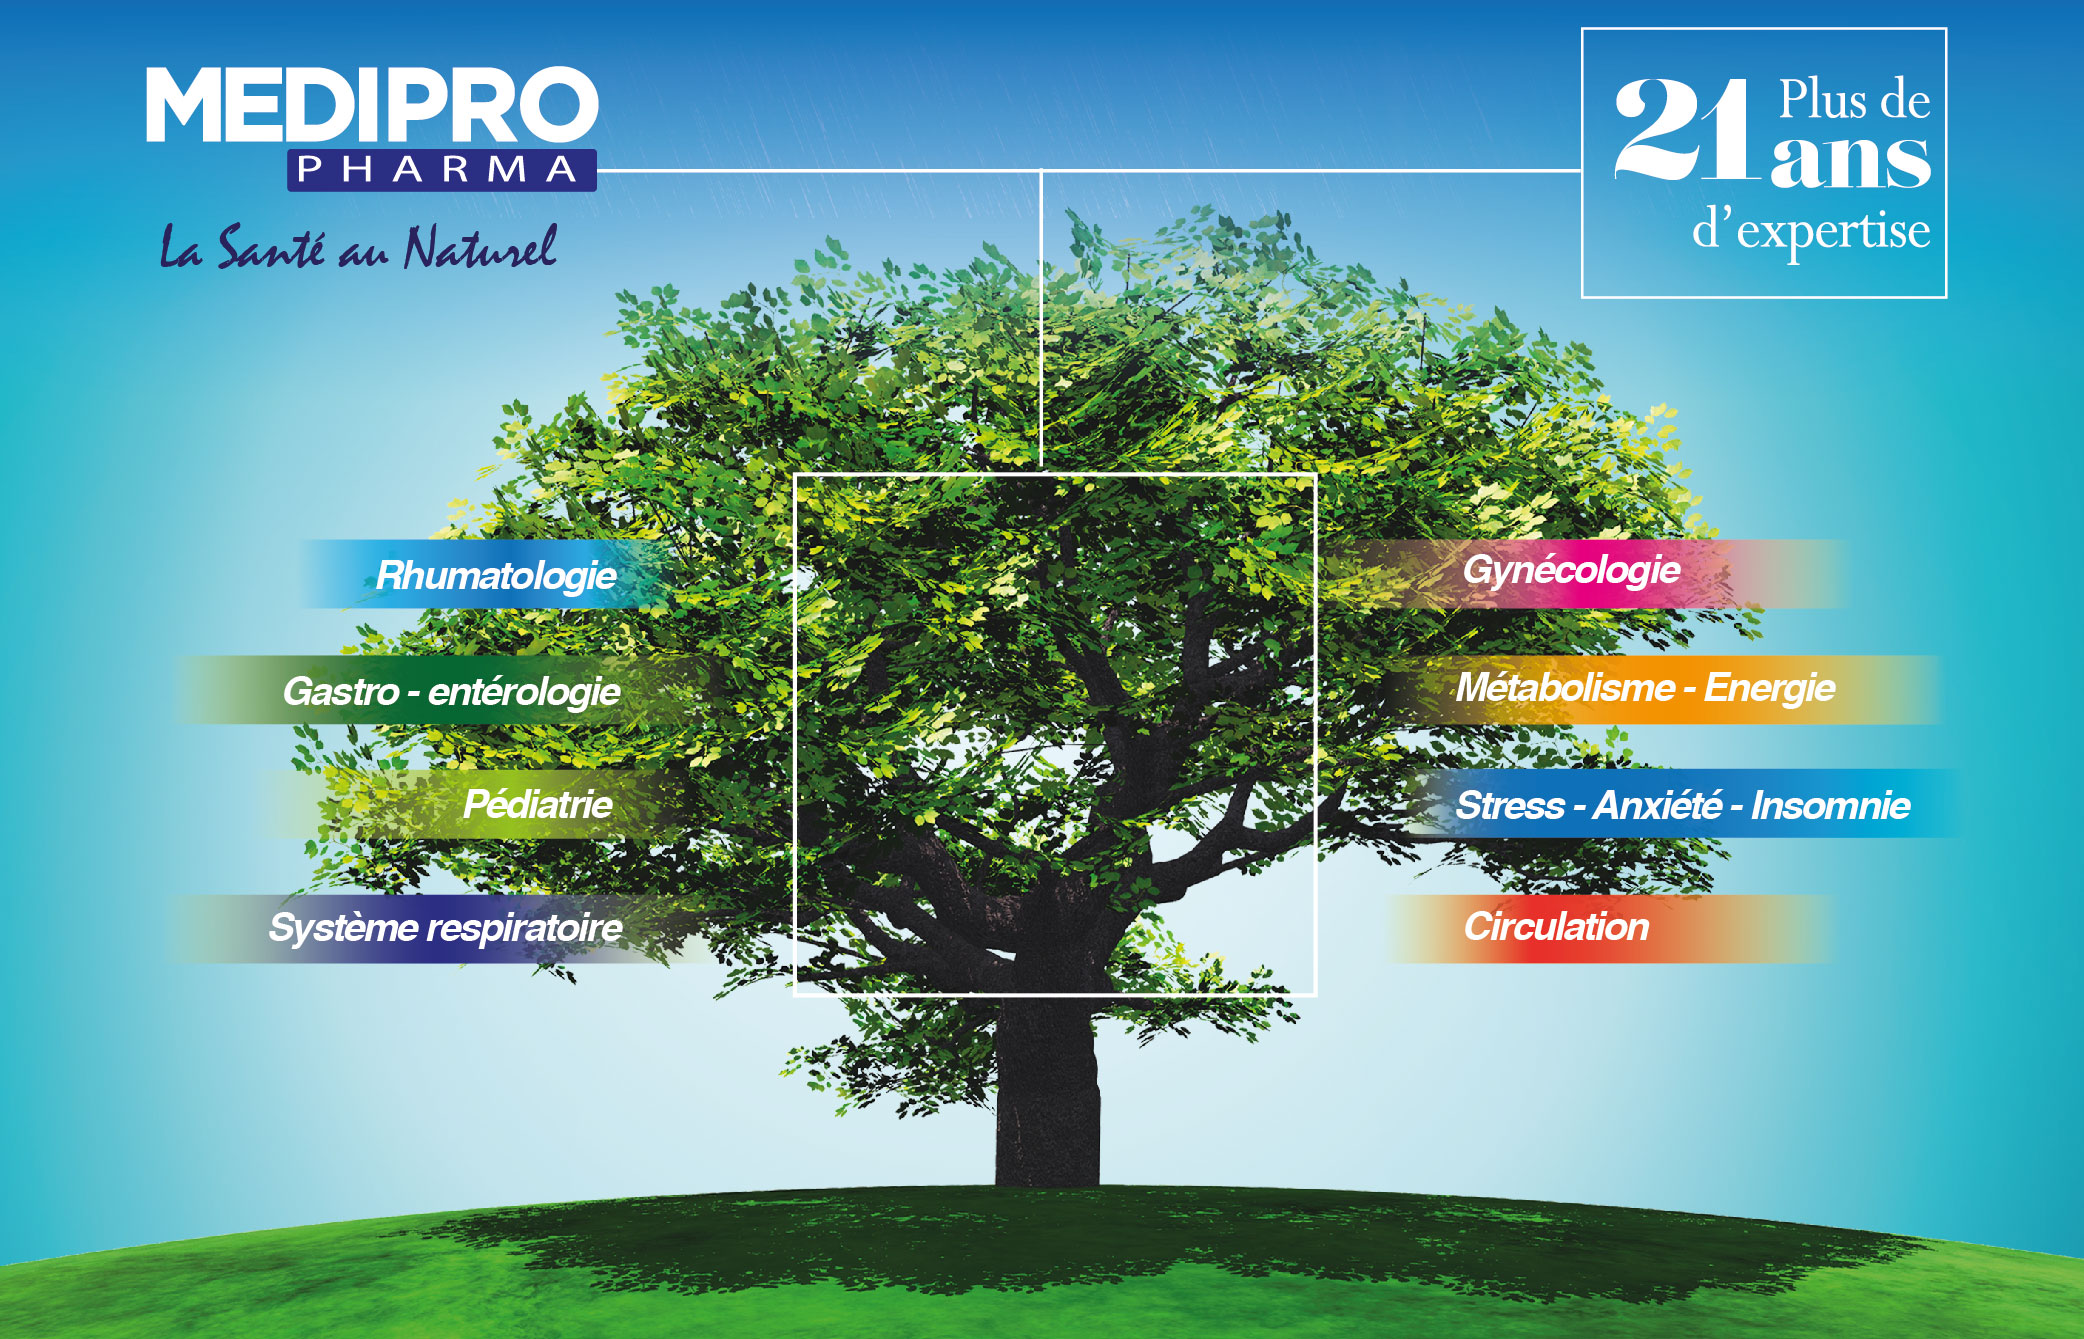 MEDIPRO
PHARMA
La Santé au Naturel
21 Plus de
ans
d'expertise
Rhumatologie
Gastro - entérologie
Pédiatrie
Système respiratoire
Gynécologie
Métabolisme - Energie
Stress - Anxiété - Insomnie
Circulation